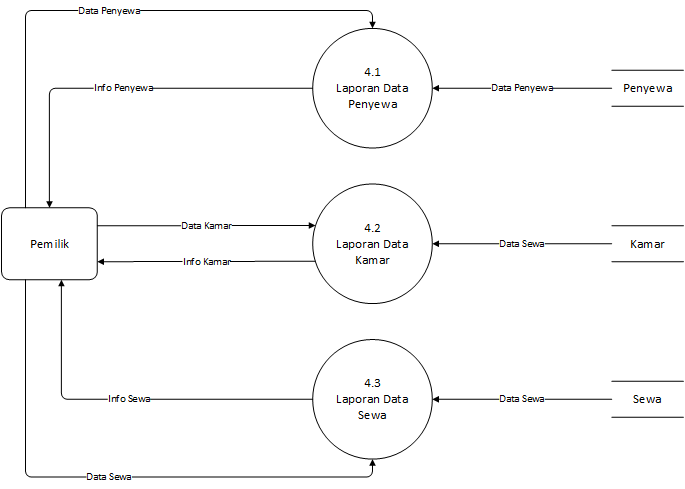 Data Penyewa
4.1
Laporan Data
Penyewa
Info Penyewa
Data Penyewa
Penyewa
Pemilik
Data Kamar
Info Kamar
4.2
Laporan Data
Kamar
Data Sewa
Kamar
4.3
Laporan Data
Sewa
Info Sewa
Data Sewa
Sewa
Data Sewa